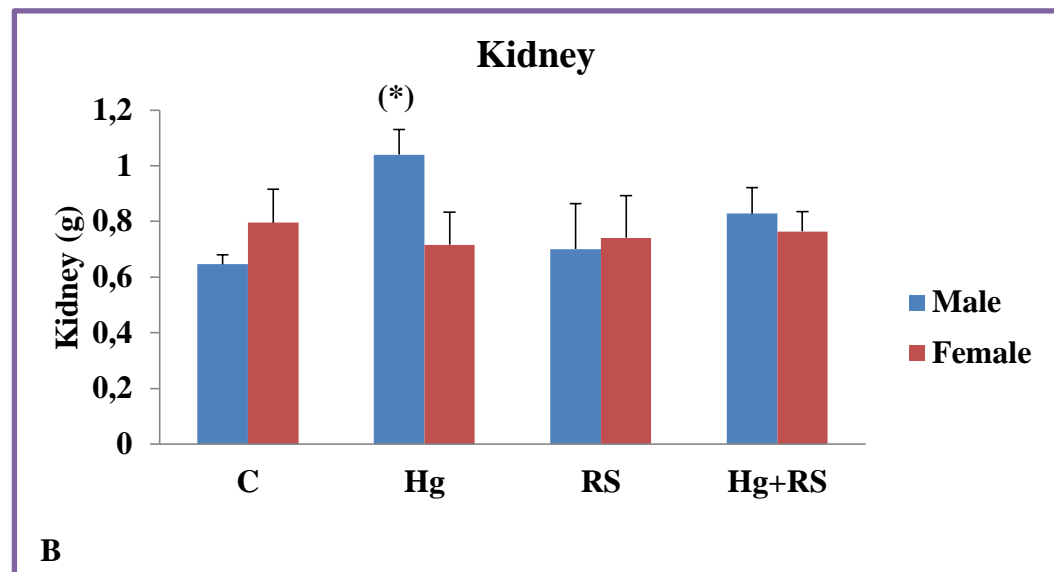 Kidney
(*)
1,2
1
0,8
0,6
0,4
0,2
0
Kidney (g)
C
Hg
RS
Hg+RS
Male
Female
B